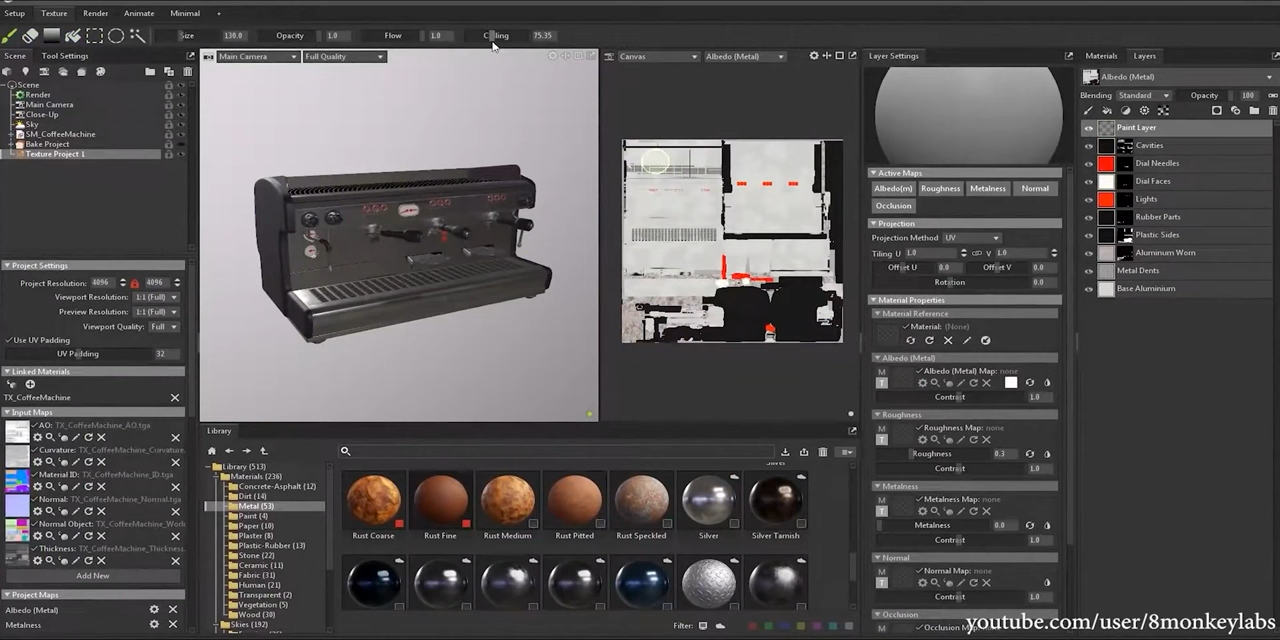 Setup Texture Render Animate Minimal +
Size 130.0 Opacity 1.0 Flow 1.0 75.35
Scene Tool Settings
Scene
Render
Main Camera
Close-Up
Sky
SM_CoffeeMachine
Bake Project
Texture Project 1
Project Settings
Project Resolution: 4096 4096
Viewport Resolution: 1:1 (Full)
Preview Resolution: 1:1 (Full)
Viewport Quality: Full
Use UV Padding
UV Padding 32
Linked Materials
TX_CoffeeMachine
Input Maps
AO: TX_CoffeeMachine_AO.tga
Curvature: TX_CoffeeMachine_Curvature
Material ID: TX_CoffeeMachine_ID.tga
Normal: TX_CoffeeMachine_Normal.tga
Normal Object: TX_CoffeeMachine_Wor
Thickness: TX_CoffeeMachine_Thickness
Add New
Project Maps
Albedo (Metal)
Metalness
Main Camera Full Quality
Canvas Albedo (Metal)
Library
Library (513)
Materials (236)
Concrete-Asphalt (12)
Dirt (14)
Metal (53)
Paint (4)
Paper (10)
Plaster (8)
Plastic-Rubber (13)
Stone (22)
Ceramic (11)
Fabric (31)
Human (21)
Transparent (2)
Vegetation (5)
Wood (30)
Skies (192)
Silver
Rust Coarse Rust Fine Rust Medium Rust Pitted Rust Speckled Silver Silver Tarnish
Filter:
Layer Settings
Active Maps
Albedo(m) Roughness Metalness Normal
Occlusion
Projection
Projection Method UV
Tiling U 1.0 V 1.0
Offset U 0.0 Offset V 0.0
Rotation 0.0
Material Properties
Material Reference
Material: (None)
Albedo (Metal)
M Albedo (Metal) Map: none
T
Contrast 1.0
Roughness
M Roughness Map: none
T
Roughness 0.3
Contrast 1.0
Metalness
M Metalness Map: none
T
Metalness 0.0
Contrast 1.0
Normal
M Normal Map: none
T
Contrast 1.0
Occlusion
M Occlusion Map:
Materials Layers
Albedo (Metal)
Blending Standard Opacity 100
Paint Layer
Cavities
Dial Needles
Dial Faces
Lights
Rubber Parts
Plastic Sides
Aluminum Worn
Metal Dents
Base Aluminium
youtube.com/user/8monkeylabs